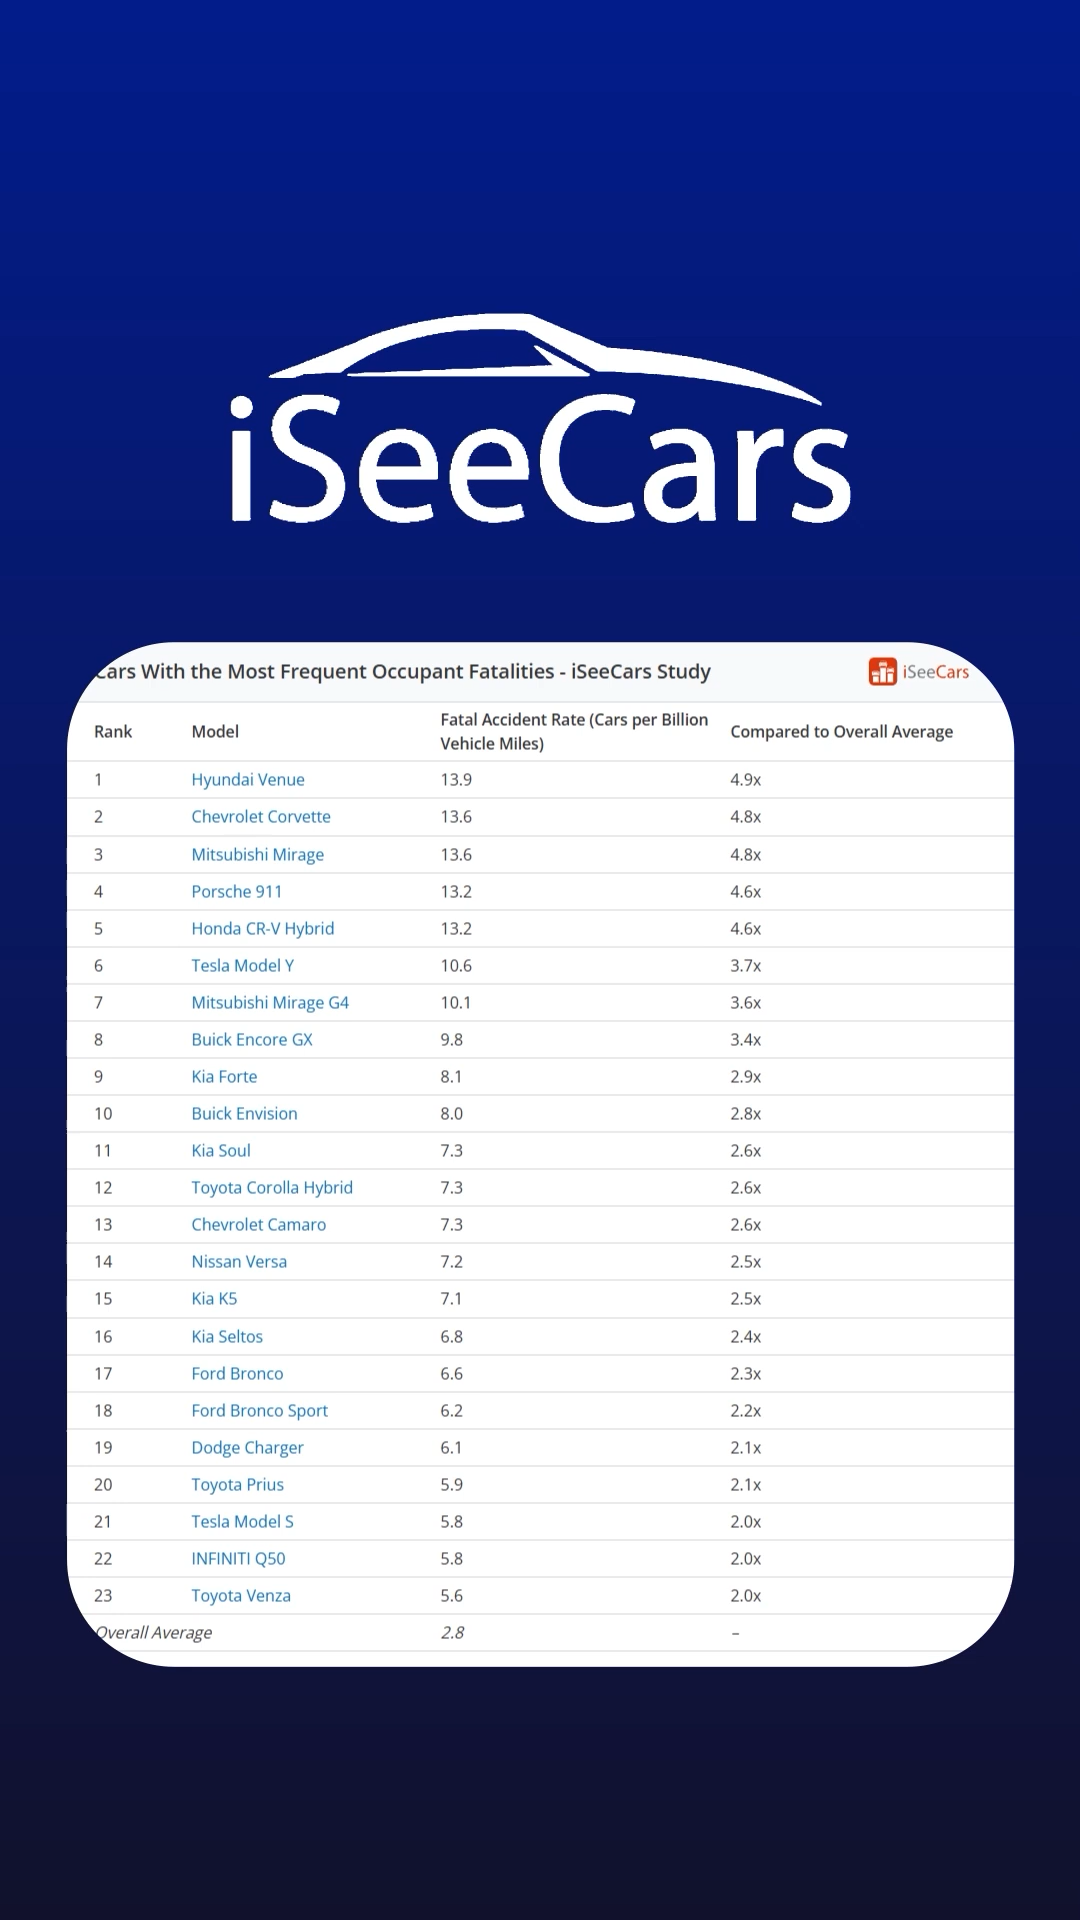 iSeeCars
Cars With the Most Frequent Occupant Fatalities - iSeeCars Study iSeeCars
Rank Model Fatal Accident Rate (Cars per Billion Vehicle Miles) Compared to Overall Average
1 Hyundai Venue 13.9 4.9x
2 Chevrolet Corvette 13.6 4.8x
3 Mitsubishi Mirage 13.6 4.8x
4 Porsche 911 13.2 4.6x
5 Honda CR-V Hybrid 13.2 4.6x
6 Tesla Model Y 10.6 3.7x
7 Mitsubishi Mirage G4 10.1 3.6x
8 Buick Encore GX 9.8 3.4x
9 Kia Forte 8.1 2.9x
10 Buick Envision 8.0 2.8x
11 Kia Soul 7.3 2.6x
12 Toyota Corolla Hybrid 7.3 2.6x
13 Chevrolet Camaro 7.3 2.6x
14 Nissan Versa 7.2 2.5x
15 Kia K5 7.1 2.5x
16 Kia Seltos 6.8 2.4x
17 Ford Bronco 6.6 2.3x
18 Ford Bronco Sport 6.2 2.2x
19 Dodge Charger 6.1 2.1x
20 Toyota Prius 5.9 2.1x
21 Tesla Model S 5.8 2.0x
22 INFINITI Q50 5.8 2.0x
23 Toyota Venza 5.6 2.0x
Overall Average 2.8 –